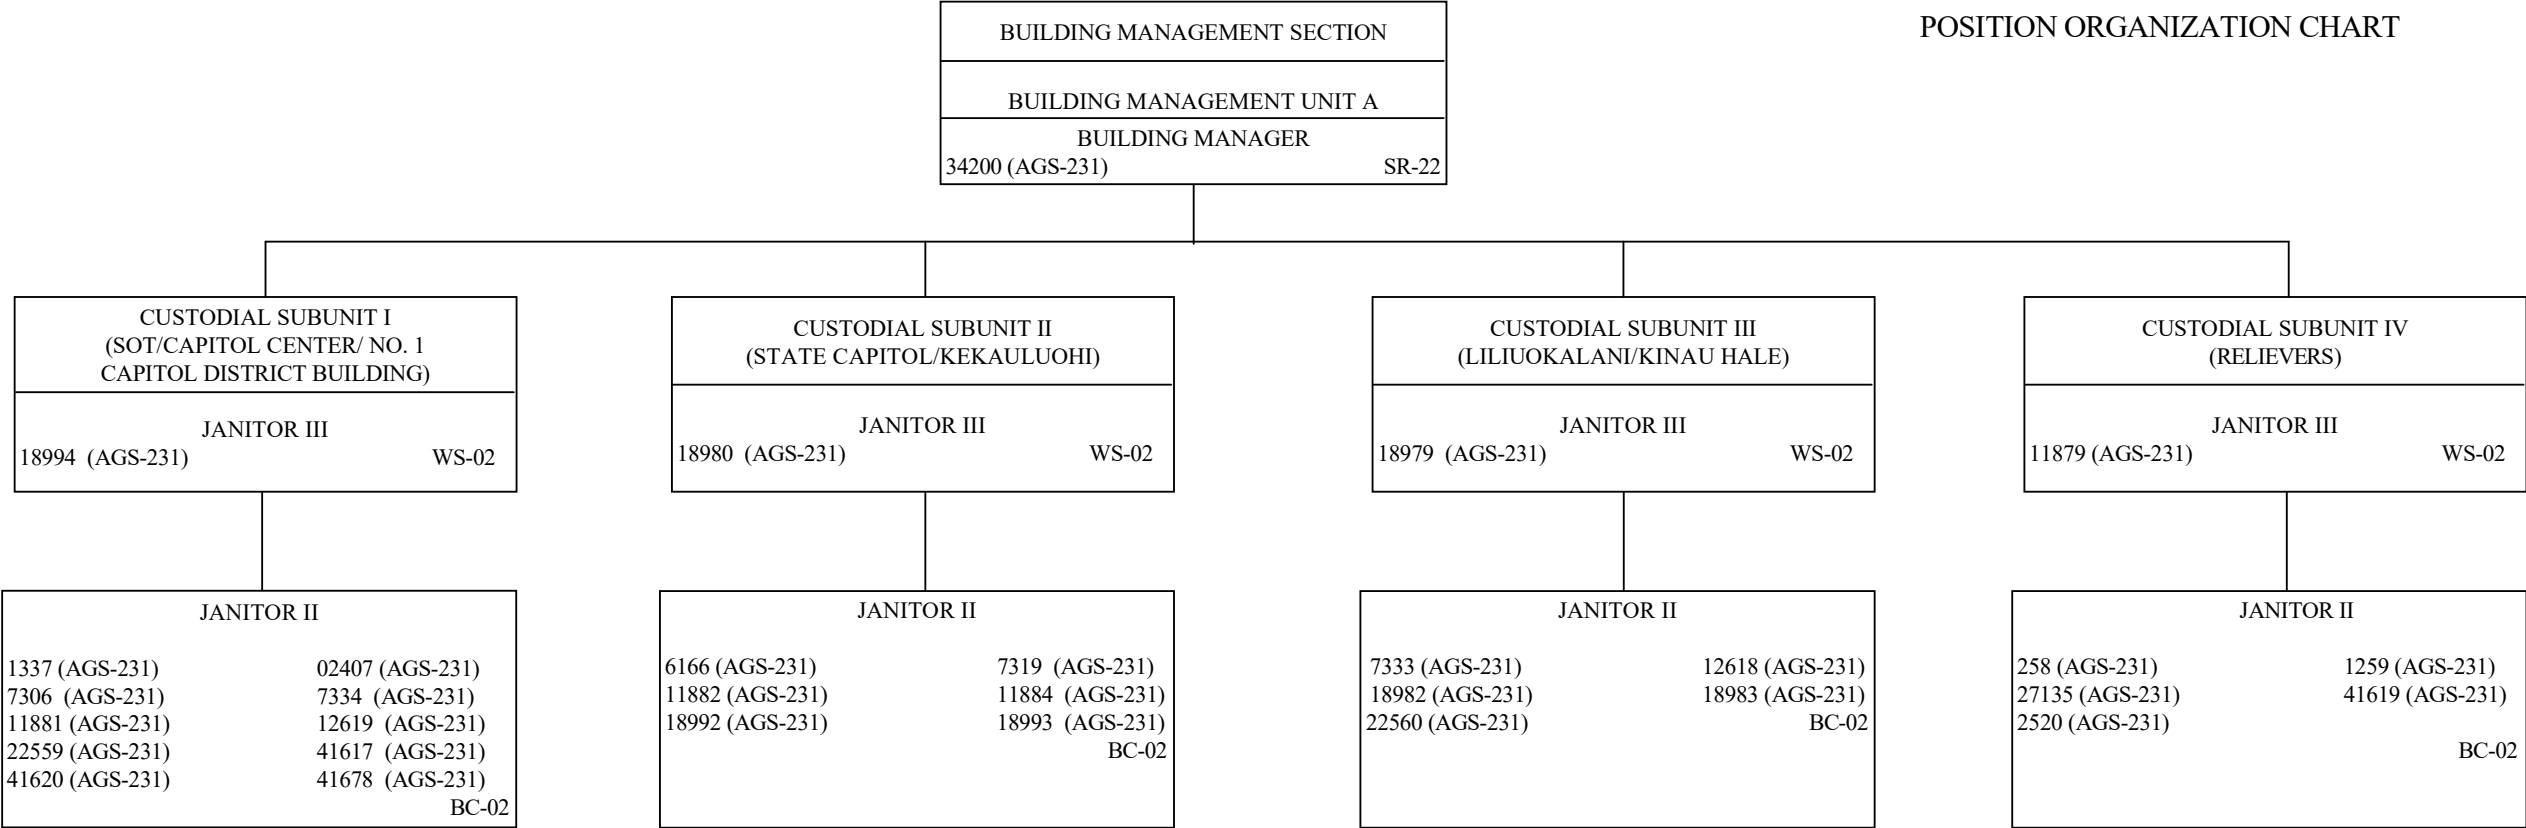 POSITION ORGANIZATION CHART
BUILDING MANAGEMENT SECTION
BUILDING MANAGEMENT UNIT A
BUILDING MANAGER
34200 (AGS-231) SR-22
CUSTODIAL SUBUNIT I
(SOT/CAPITOL CENTER/ NO. 1
CAPITOL DISTRICT BUILDING)
JANITOR III
18994 (AGS-231) WS-02
CUSTODIAL SUBUNIT II
(STATE CAPITOL/KEKAULUOHI)
JANITOR III
18980 (AGS-231) WS-02
CUSTODIAL SUBUNIT III
(LILIUOKALANI/KINAU HALE)
JANITOR III
18979 (AGS-231) WS-02
CUSTODIAL SUBUNIT IV
(RELIEVERS)
JANITOR III
11879 (AGS-231) WS-02
JANITOR II
1337 (AGS-231) 02407 (AGS-231)
7306 (AGS-231) 7334 (AGS-231)
11881 (AGS-231) 12619 (AGS-231)
22559 (AGS-231) 41617 (AGS-231)
41620 (AGS-231) 41678 (AGS-231)
BC-02
JANITOR II
6166 (AGS-231) 7319 (AGS-231)
11882 (AGS-231) 11884 (AGS-231)
18992 (AGS-231) 18993 (AGS-231)
BC-02
JANITOR II
7333 (AGS-231) 12618 (AGS-231)
18982 (AGS-231) 18983 (AGS-231)
22560 (AGS-231) BC-02
JANITOR II
258 (AGS-231) 1259 (AGS-231)
27135 (AGS-231) 41619 (AGS-231)
2520 (AGS-231)
BC-02